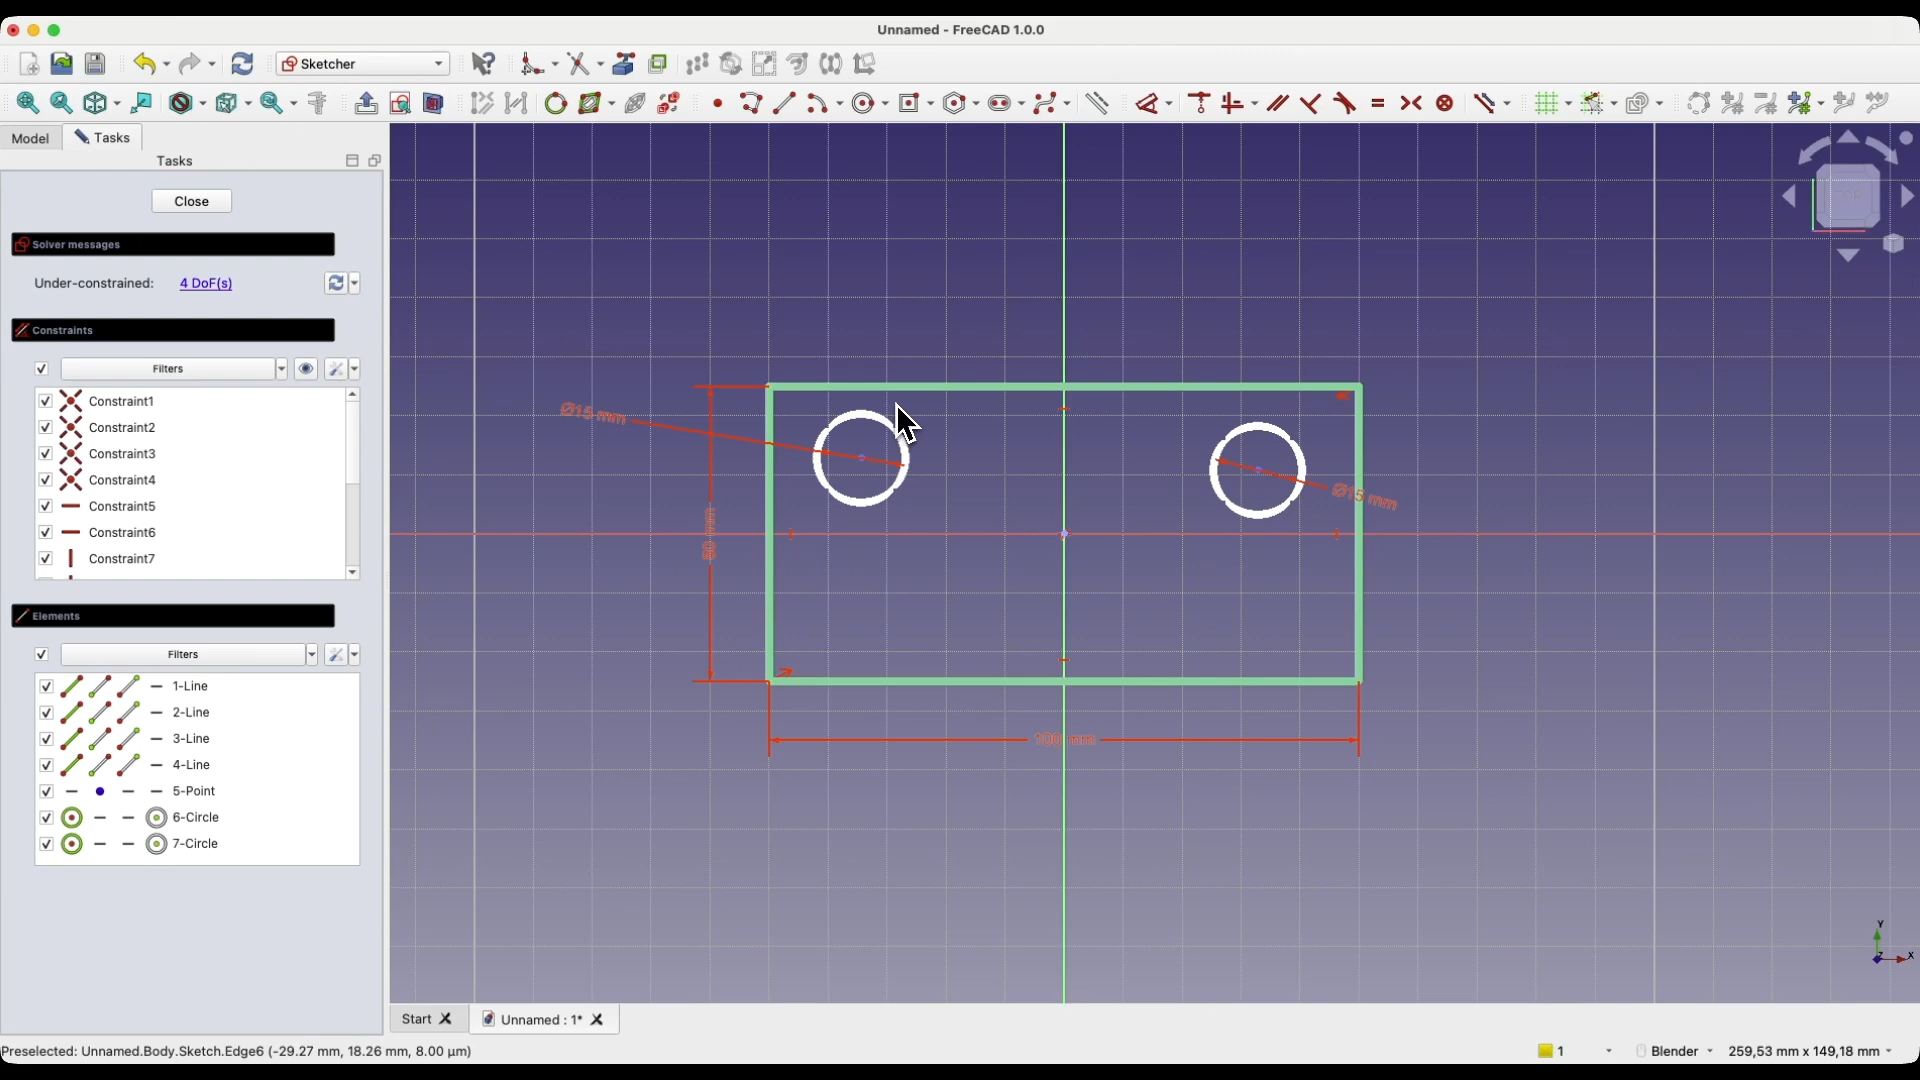 Unnamed - FreeCAD 1.0.0
Sketcher
Model
Tasks
Tasks
Close
Solver messages
Under-constrained: 4 DoF(s)
Constraints
Filters
Constraint1
Constraint2
Constraint3
Constraint4
Constraint5
Constraint6
Constraint7
Elements
Filters
1-Line
2-Line
3-Line
4-Line
5-Point
6-Circle
7-Circle
Ø15 mm
Ø15 mm
100 mm
Y
Z
X
Start
Unnamed : 1*
Preselected: Unnamed.Body.Sketch.Edge6 (-29.27 mm, 18.26 mm, 8.00 µm)
1
Blender
259,53 mm x 149,18 mm